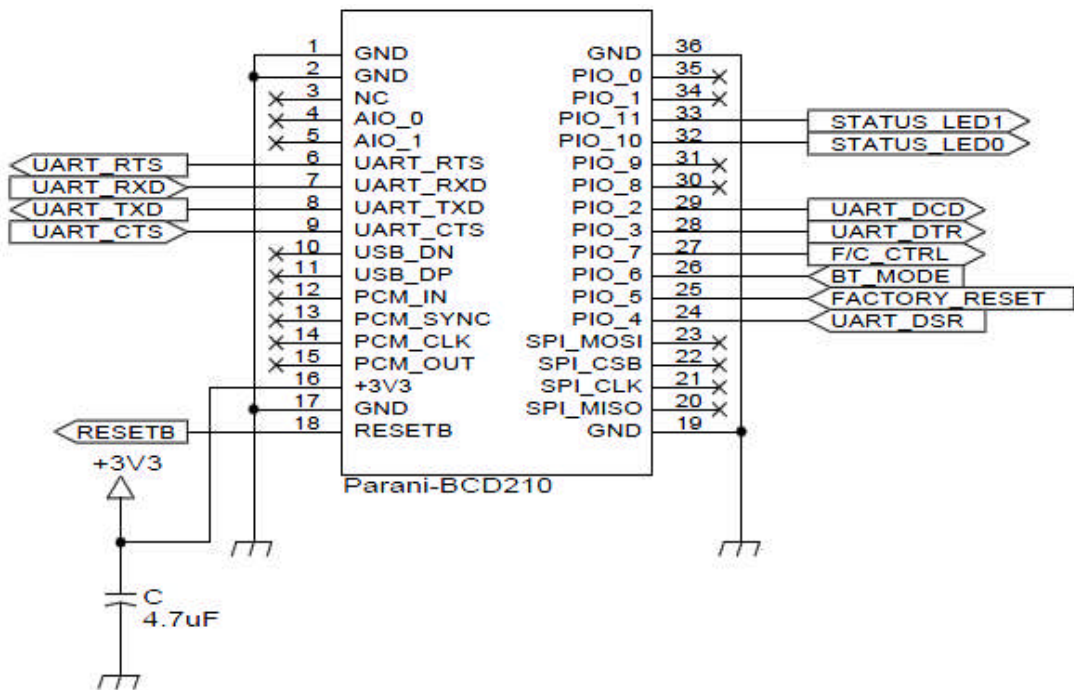 1 GND GND 36
2 GND PIO_0 35
3 NC PIO_1 34
4 AIO_0 PIO_11 33 STATUS_LED1
5 AIO_1 PIO_10 32 STATUS_LED0
UART_RTS 6 UART_RTS PIO_9 31
UART_RXD 7 UART_RXD PIO_8 30
UART_TXD 8 UART_TXD PIO_2 29 UART_DCD
UART_CTS 9 UART_CTS PIO_3 28 UART_DTR
10 USB_DN PIO_7 27 F/C_CTRL
11 USB_DP PIO_6 26 BT_MODE
12 PCM_IN PIO_5 25 FACTORY_RESET
13 PCM_SYNC PIO_4 24 UART_DSR
14 PCM_CLK SPI_MOSI 23
15 PCM_OUT SPI_CSB 22
16 +3V3 SPI_CLK 21
17 GND SPI_MISO 20
RESETB 18 RESETB GND 19
+3V3
Parani-BCD210
C
4.7uF